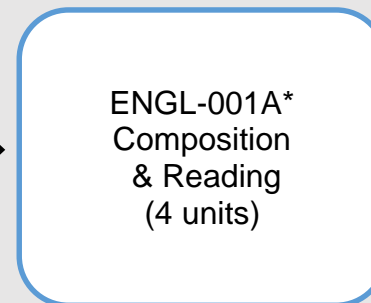 ENGL-001A*
Composition
& Reading
(4 units)